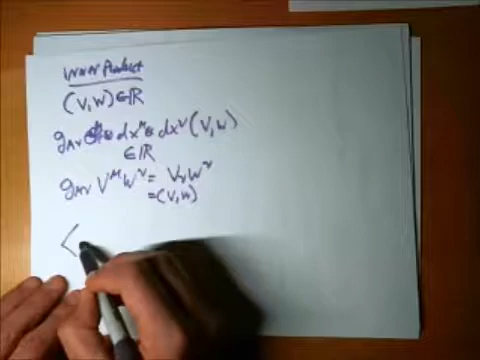 Inner Product
(V,W) ∈ ℝ
g_μν dx^μ ⊗ dx^ν (V,W)
∈ ℝ
g_μν V^μ W^ν = V_ν W^ν
= (V,W)
<